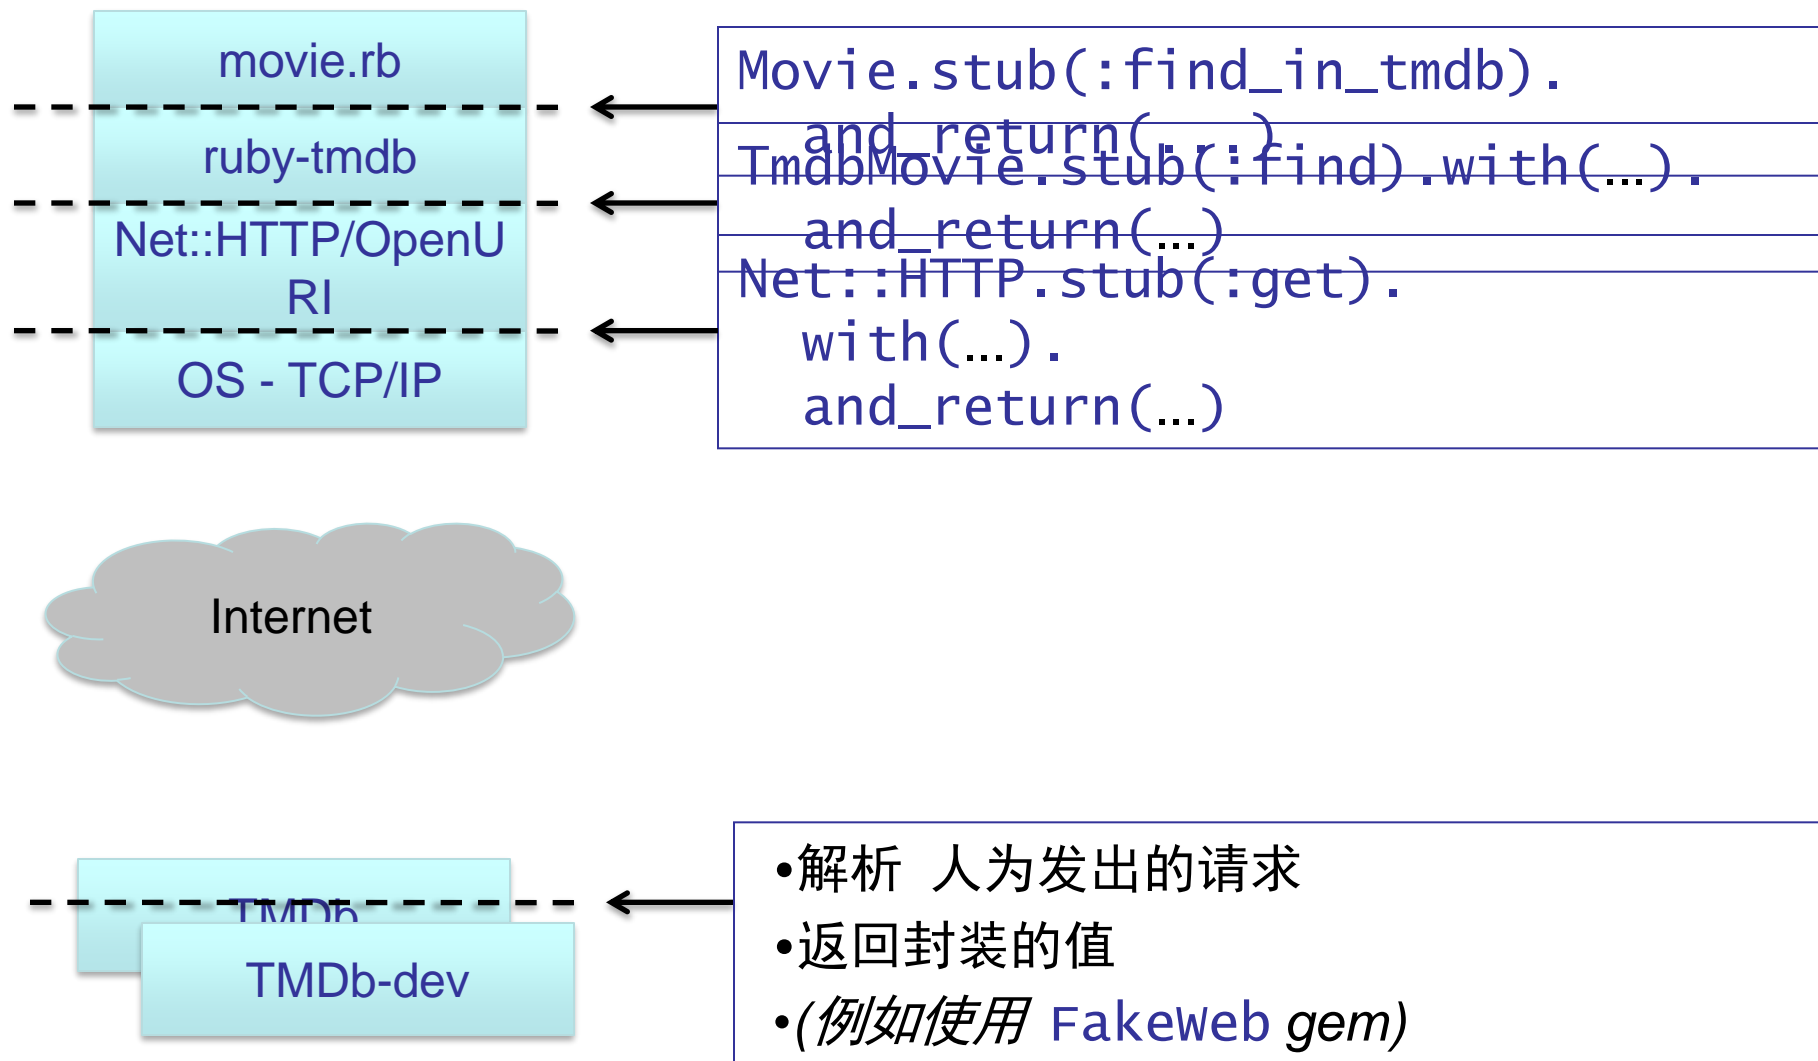 movie.rb
ruby-tmdb
Net::HTTP/OpenU
RI
OS - TCP/IP
Movie.stub(:find_in_tmdb).
and_return(...)
TmdbMovie.stub(:find).with(…).
and_return(…)
Net::HTTP.stub(:get).
with(…).
and_return(…)
Internet
TMDb
TMDb-dev
•解析 人为发出的请求
•返回封装的值
•(例如使用 FakeWeb gem)